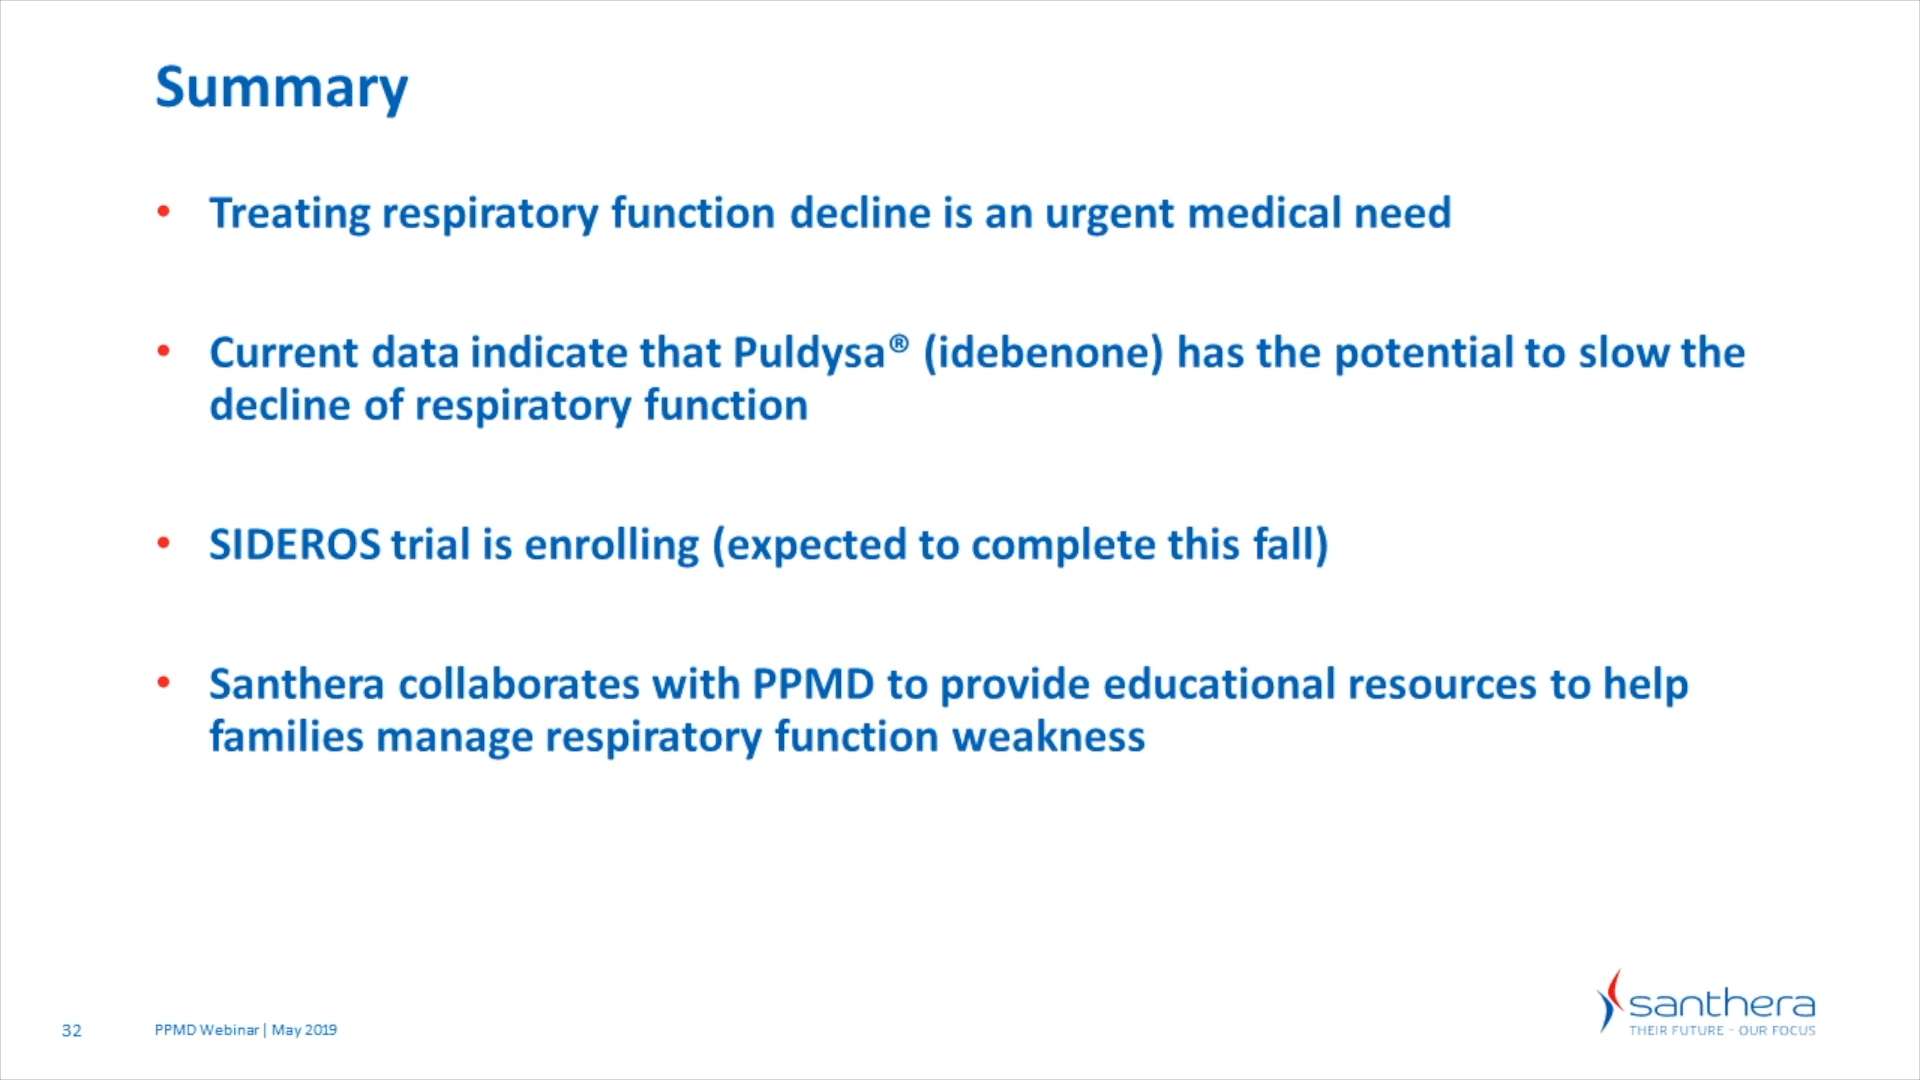 Summary
• Treating respiratory function decline is an urgent medical need
• Current data indicate that Puldysa® (idebenone) has the potential to slow the
decline of respiratory function
• SIDEROS trial is enrolling (expected to complete this fall)
• Santhera collaborates with PPMD to provide educational resources to help
families manage respiratory function weakness
santhera
THEIR FUTURE - OUR FOCUS
32 PPMD Webinar | May 2019